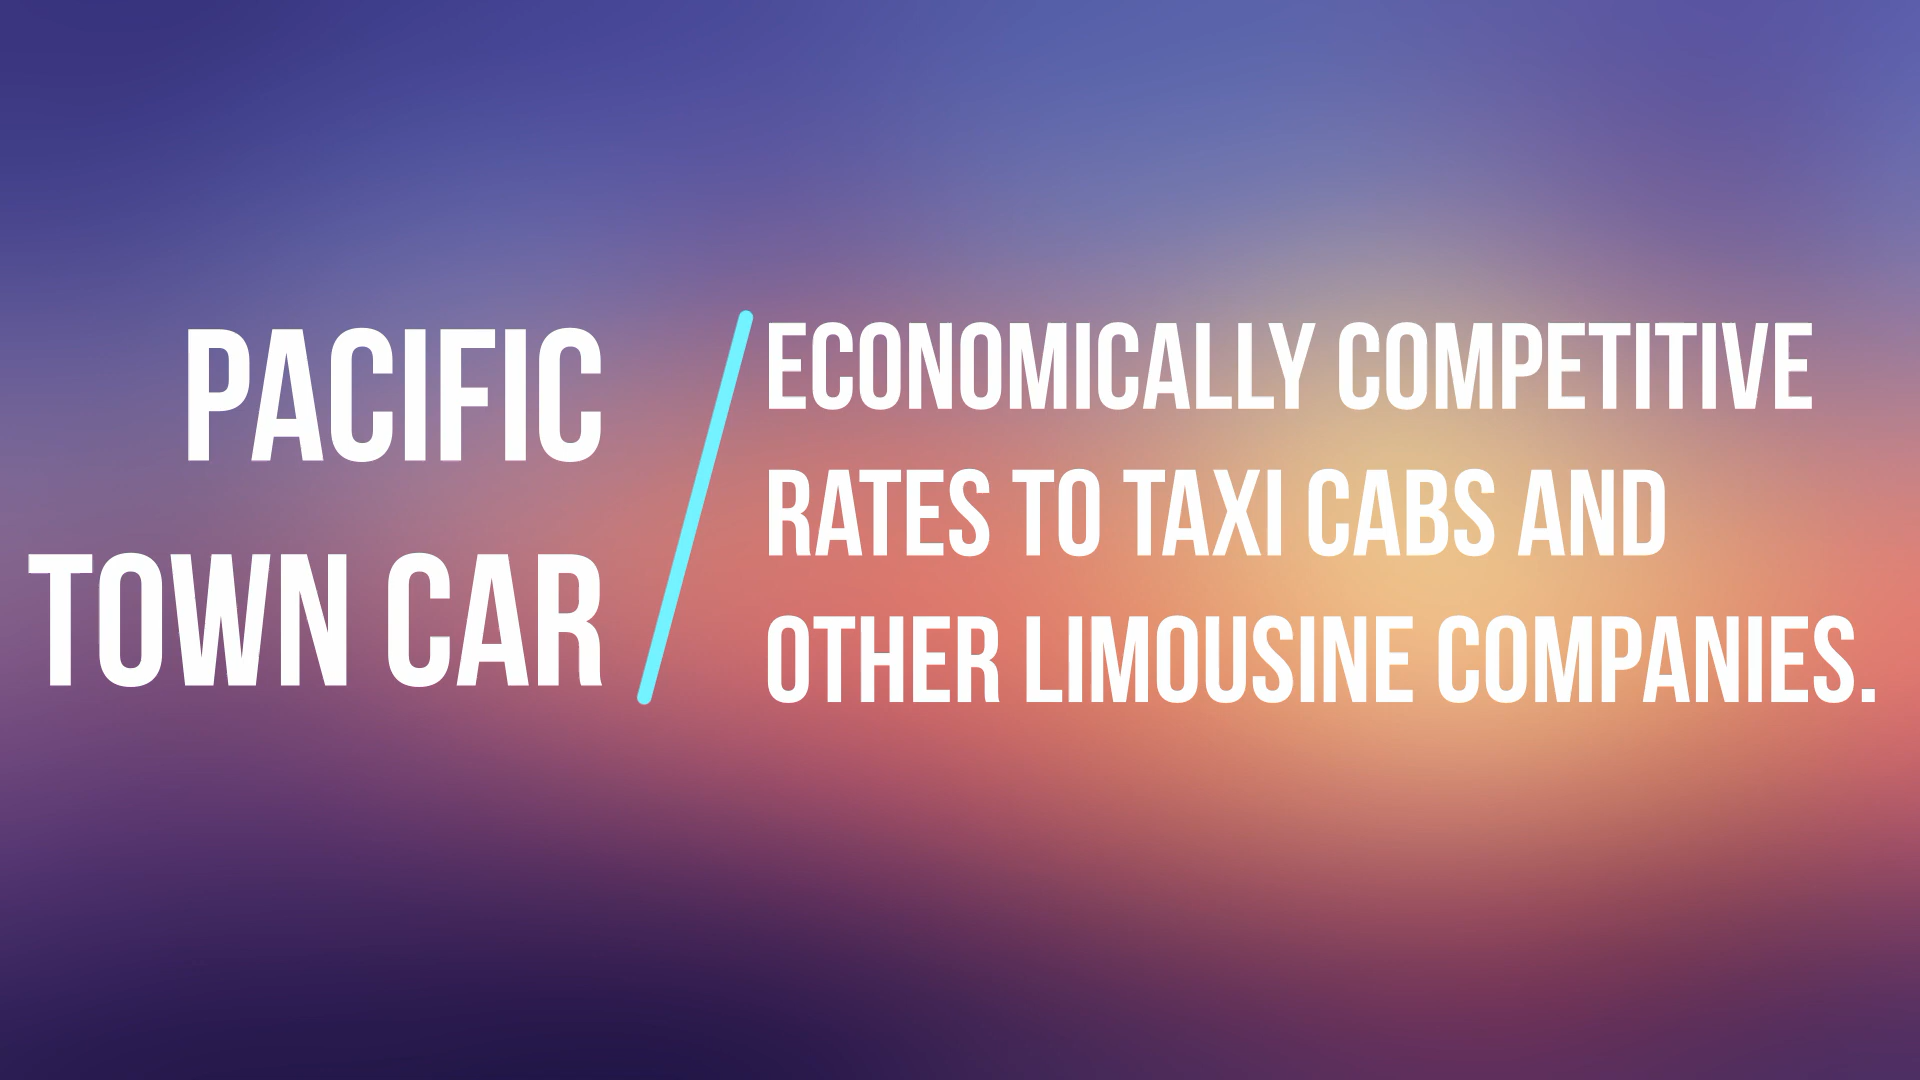 PACIFIC
TOWN CAR
ECONOMICALLY COMPETITIVE
RATES TO TAXI CABS AND
OTHER LIMOUSINE COMPANIES.